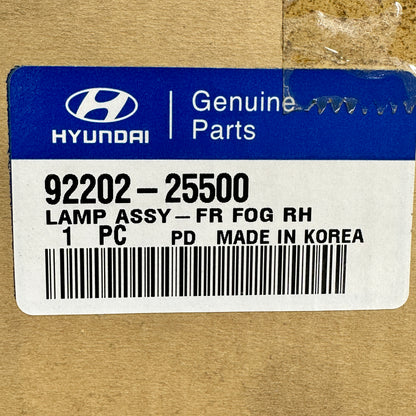 HYUNDAI
Genuine
Parts
92202-25500
LAMP ASSY-FR FOG RH
1 PC PD MADE IN KOREA